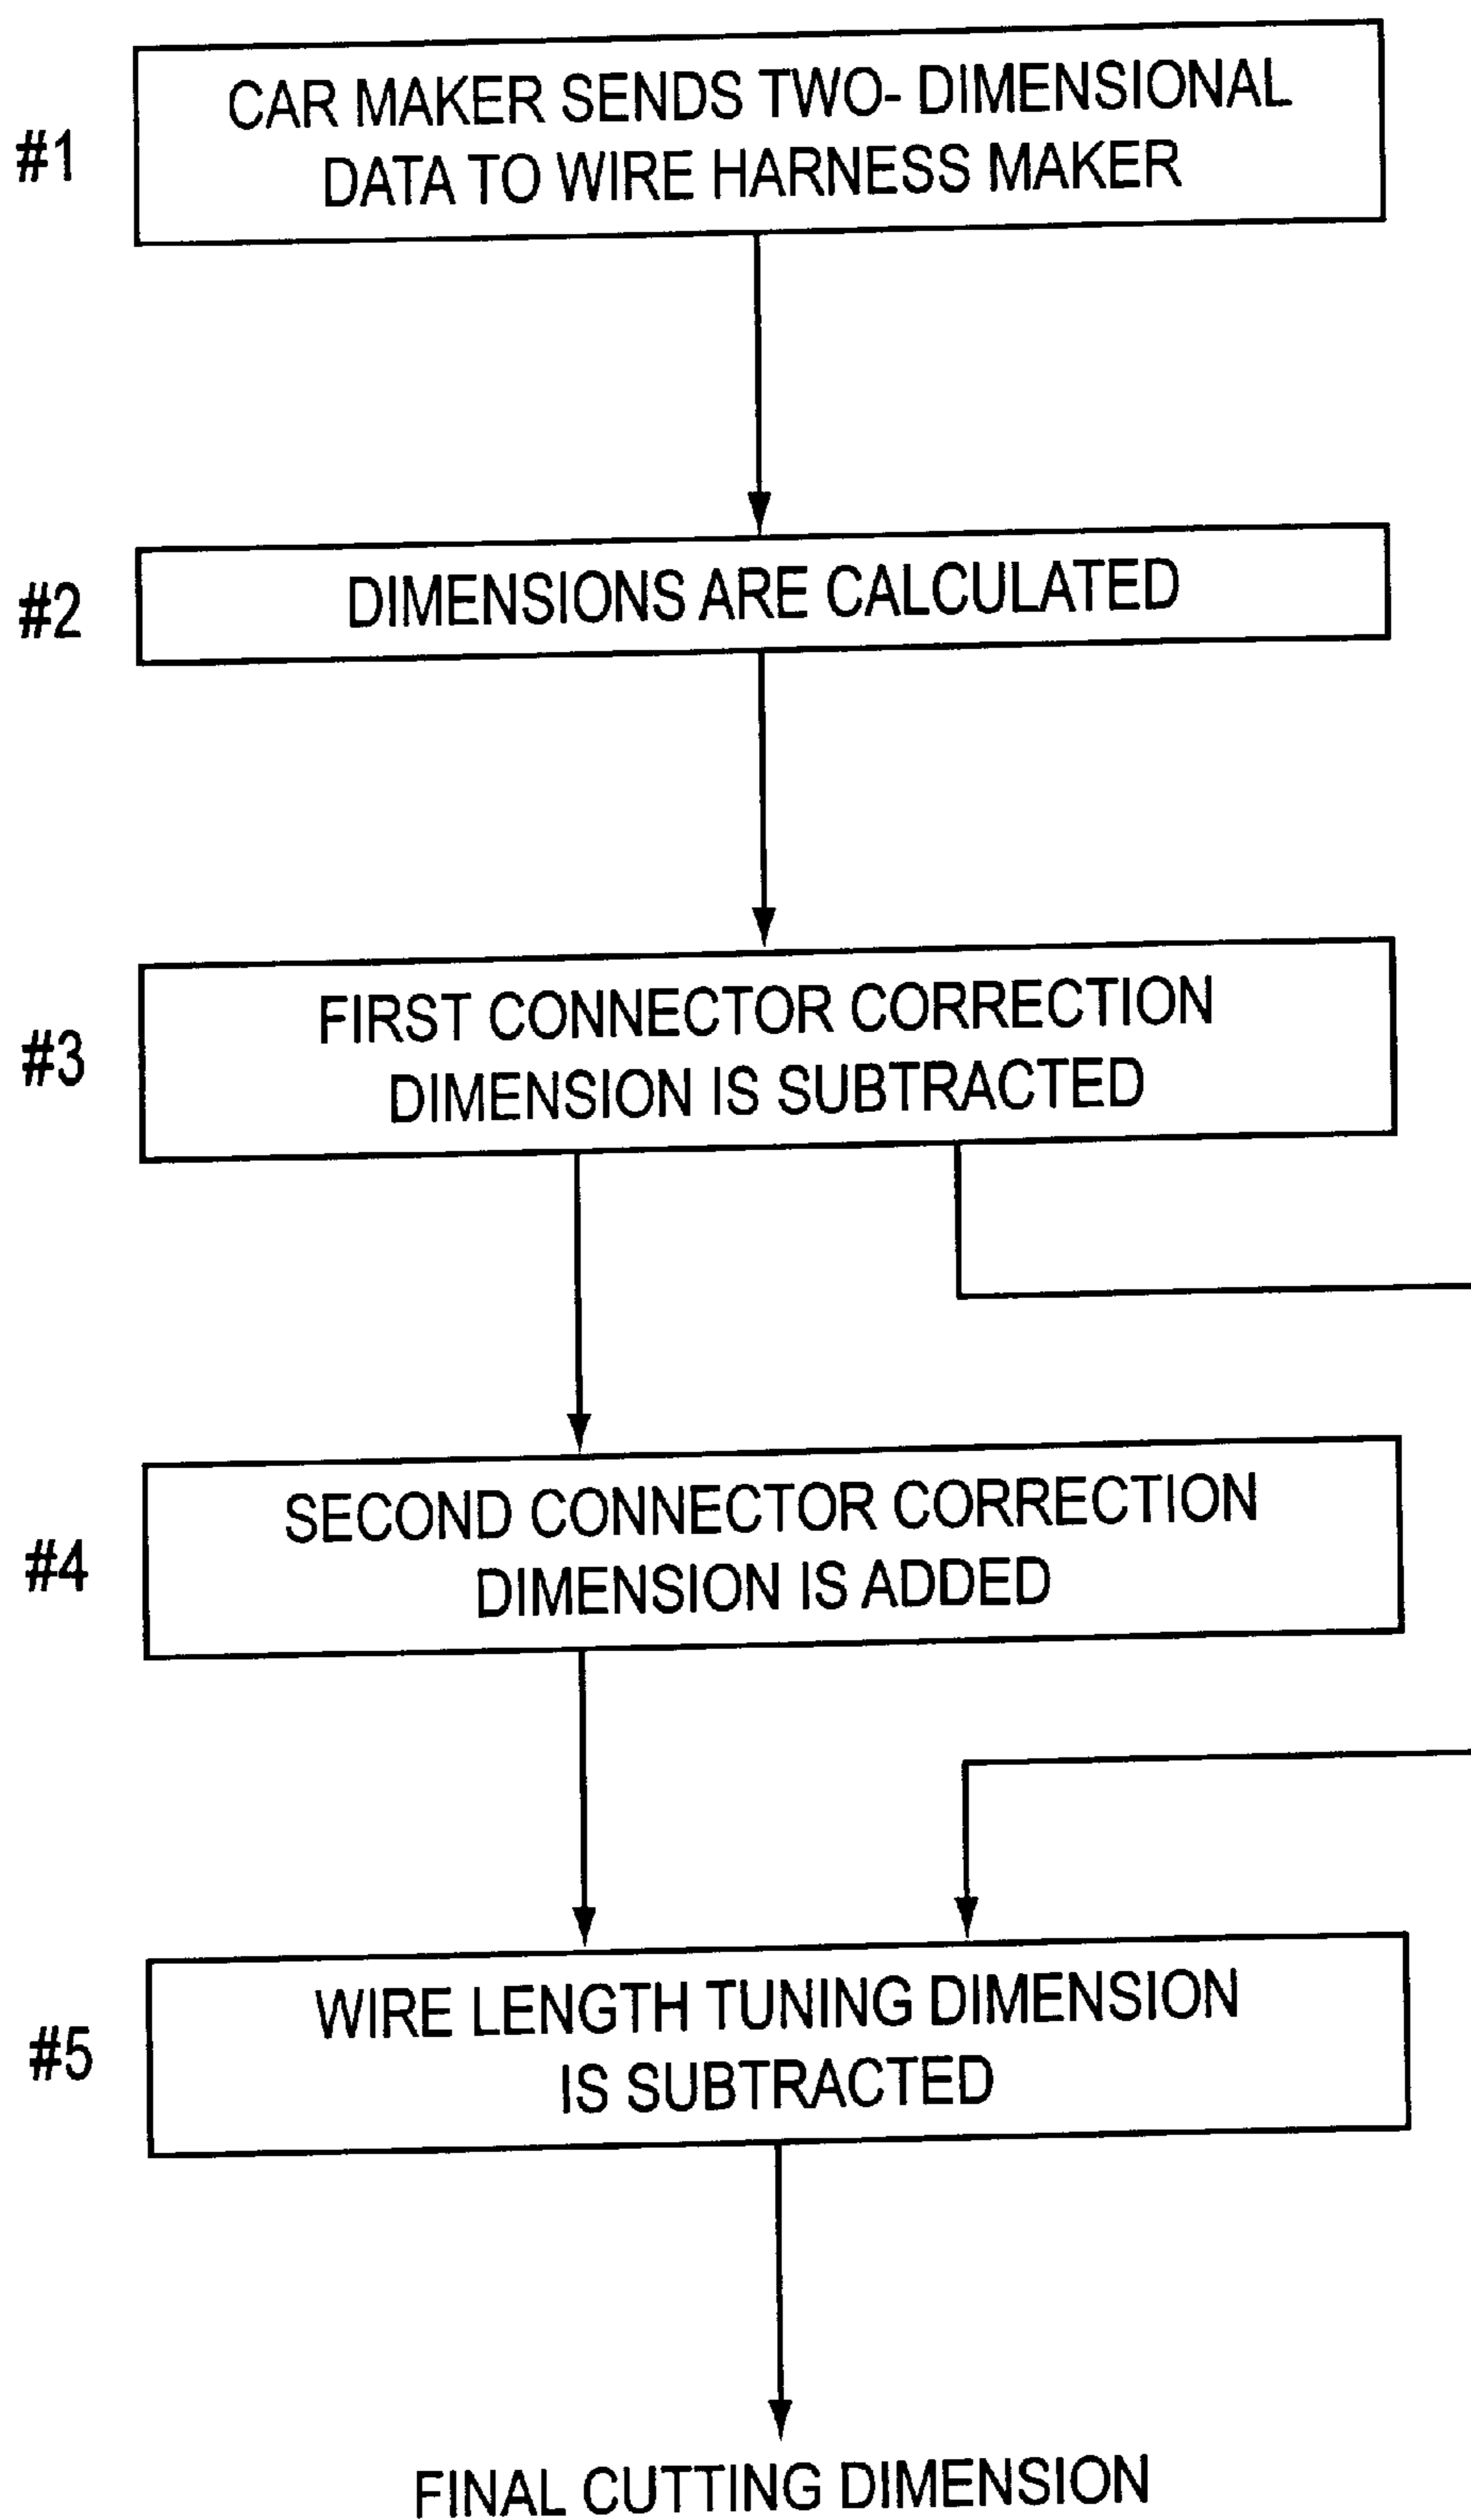 #1
CAR MAKER SENDS TWO- DIMENSIONAL
DATA TO WIRE HARNESS MAKER
#2
DIMENSIONS ARE CALCULATED
#3
FIRST CONNECTOR CORRECTION
DIMENSION IS SUBTRACTED
#4
SECOND CONNECTOR CORRECTION
DIMENSION IS ADDED
#5
WIRE LENGTH TUNING DIMENSION
IS SUBTRACTED
FINAL CUTTING DIMENSION